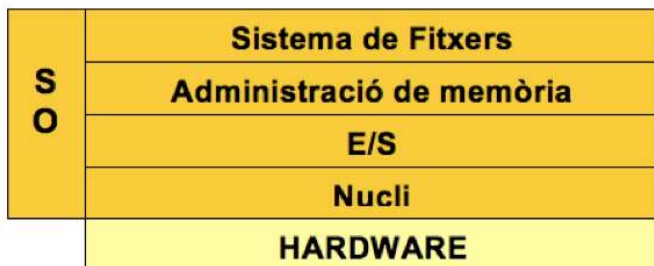 S
O
Sistema de Fitxers
Administració de memòria
E/S
Nucli
HARDWARE